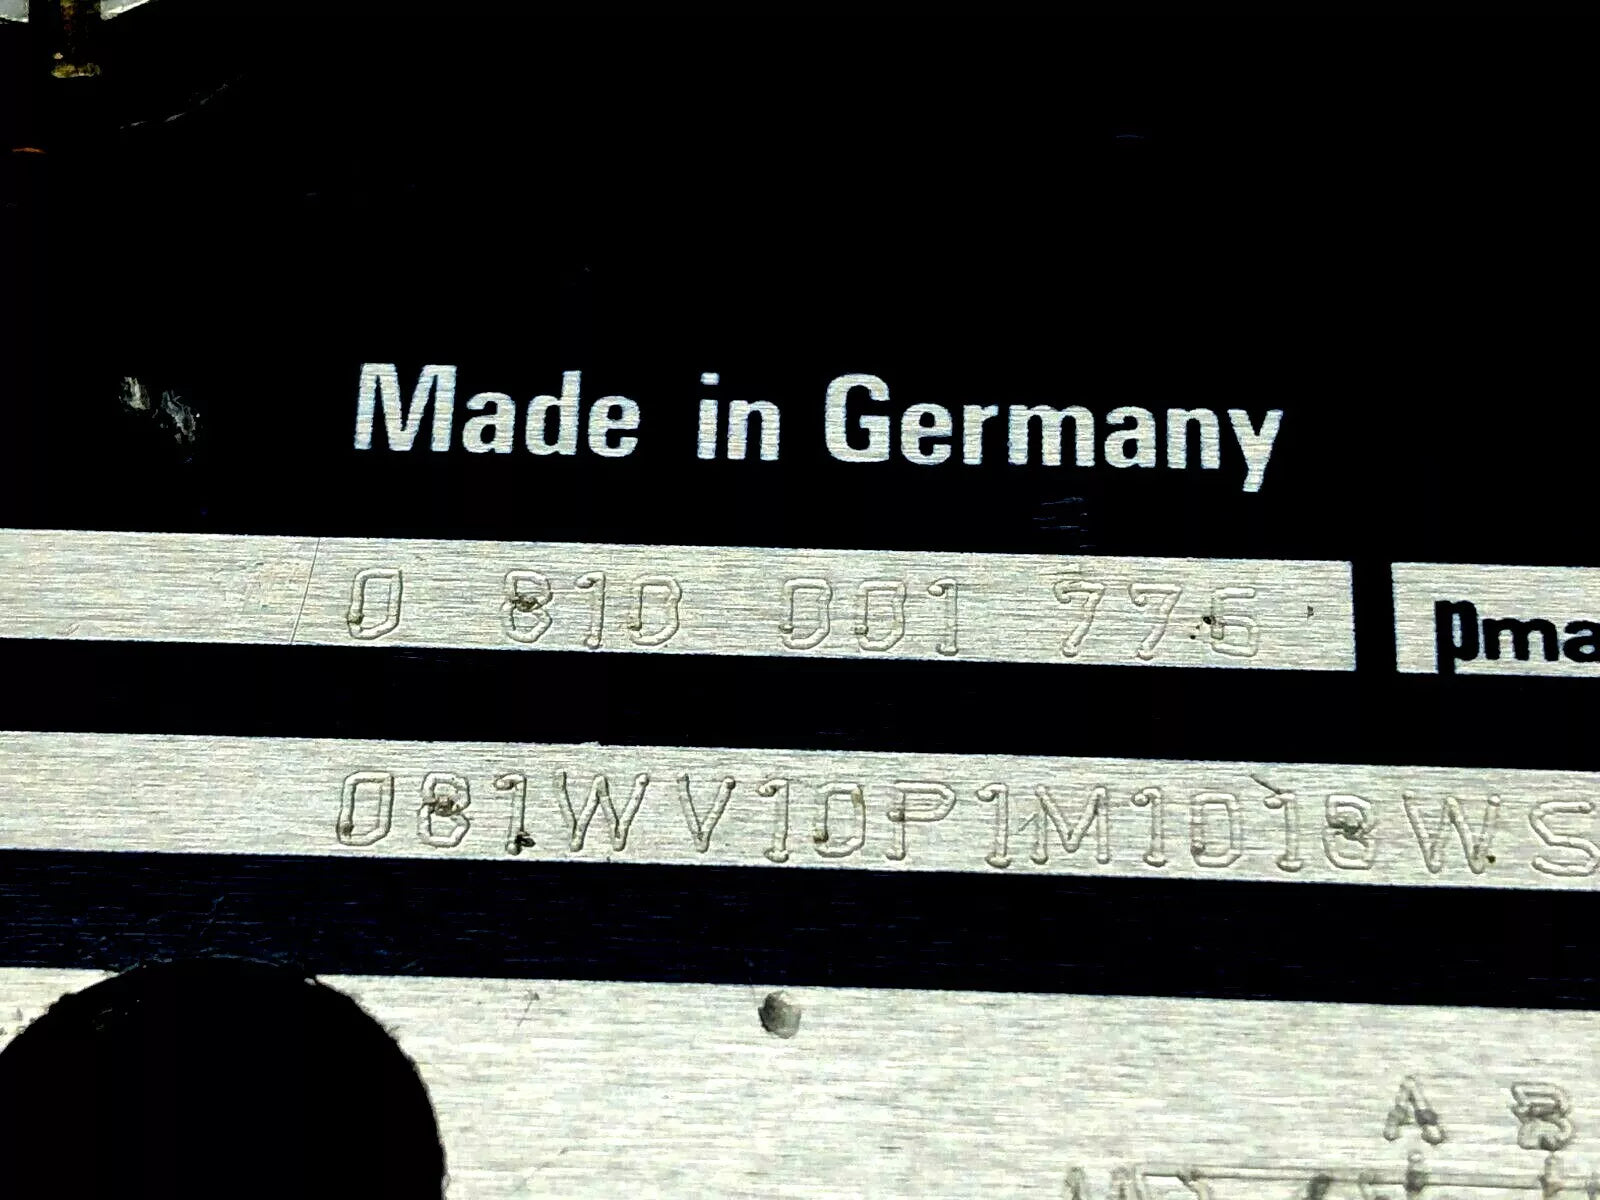 Made in Germany
0 810 001 776 pma
081WV10P1M1018WS
A B